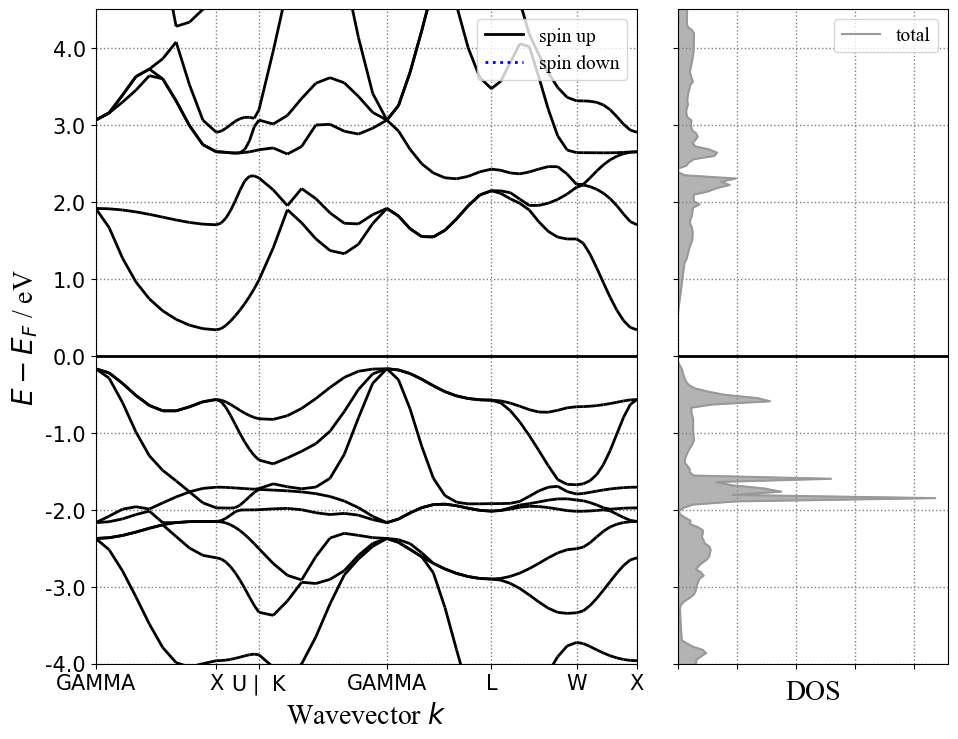 spin up
spin down
total
4.0
3.0
2.0
1.0
0.0
-1.0
-2.0
-3.0
-4.0
E − E_F / eV
GAMMA X U | K GAMMA L W X
Wavevector k
DOS